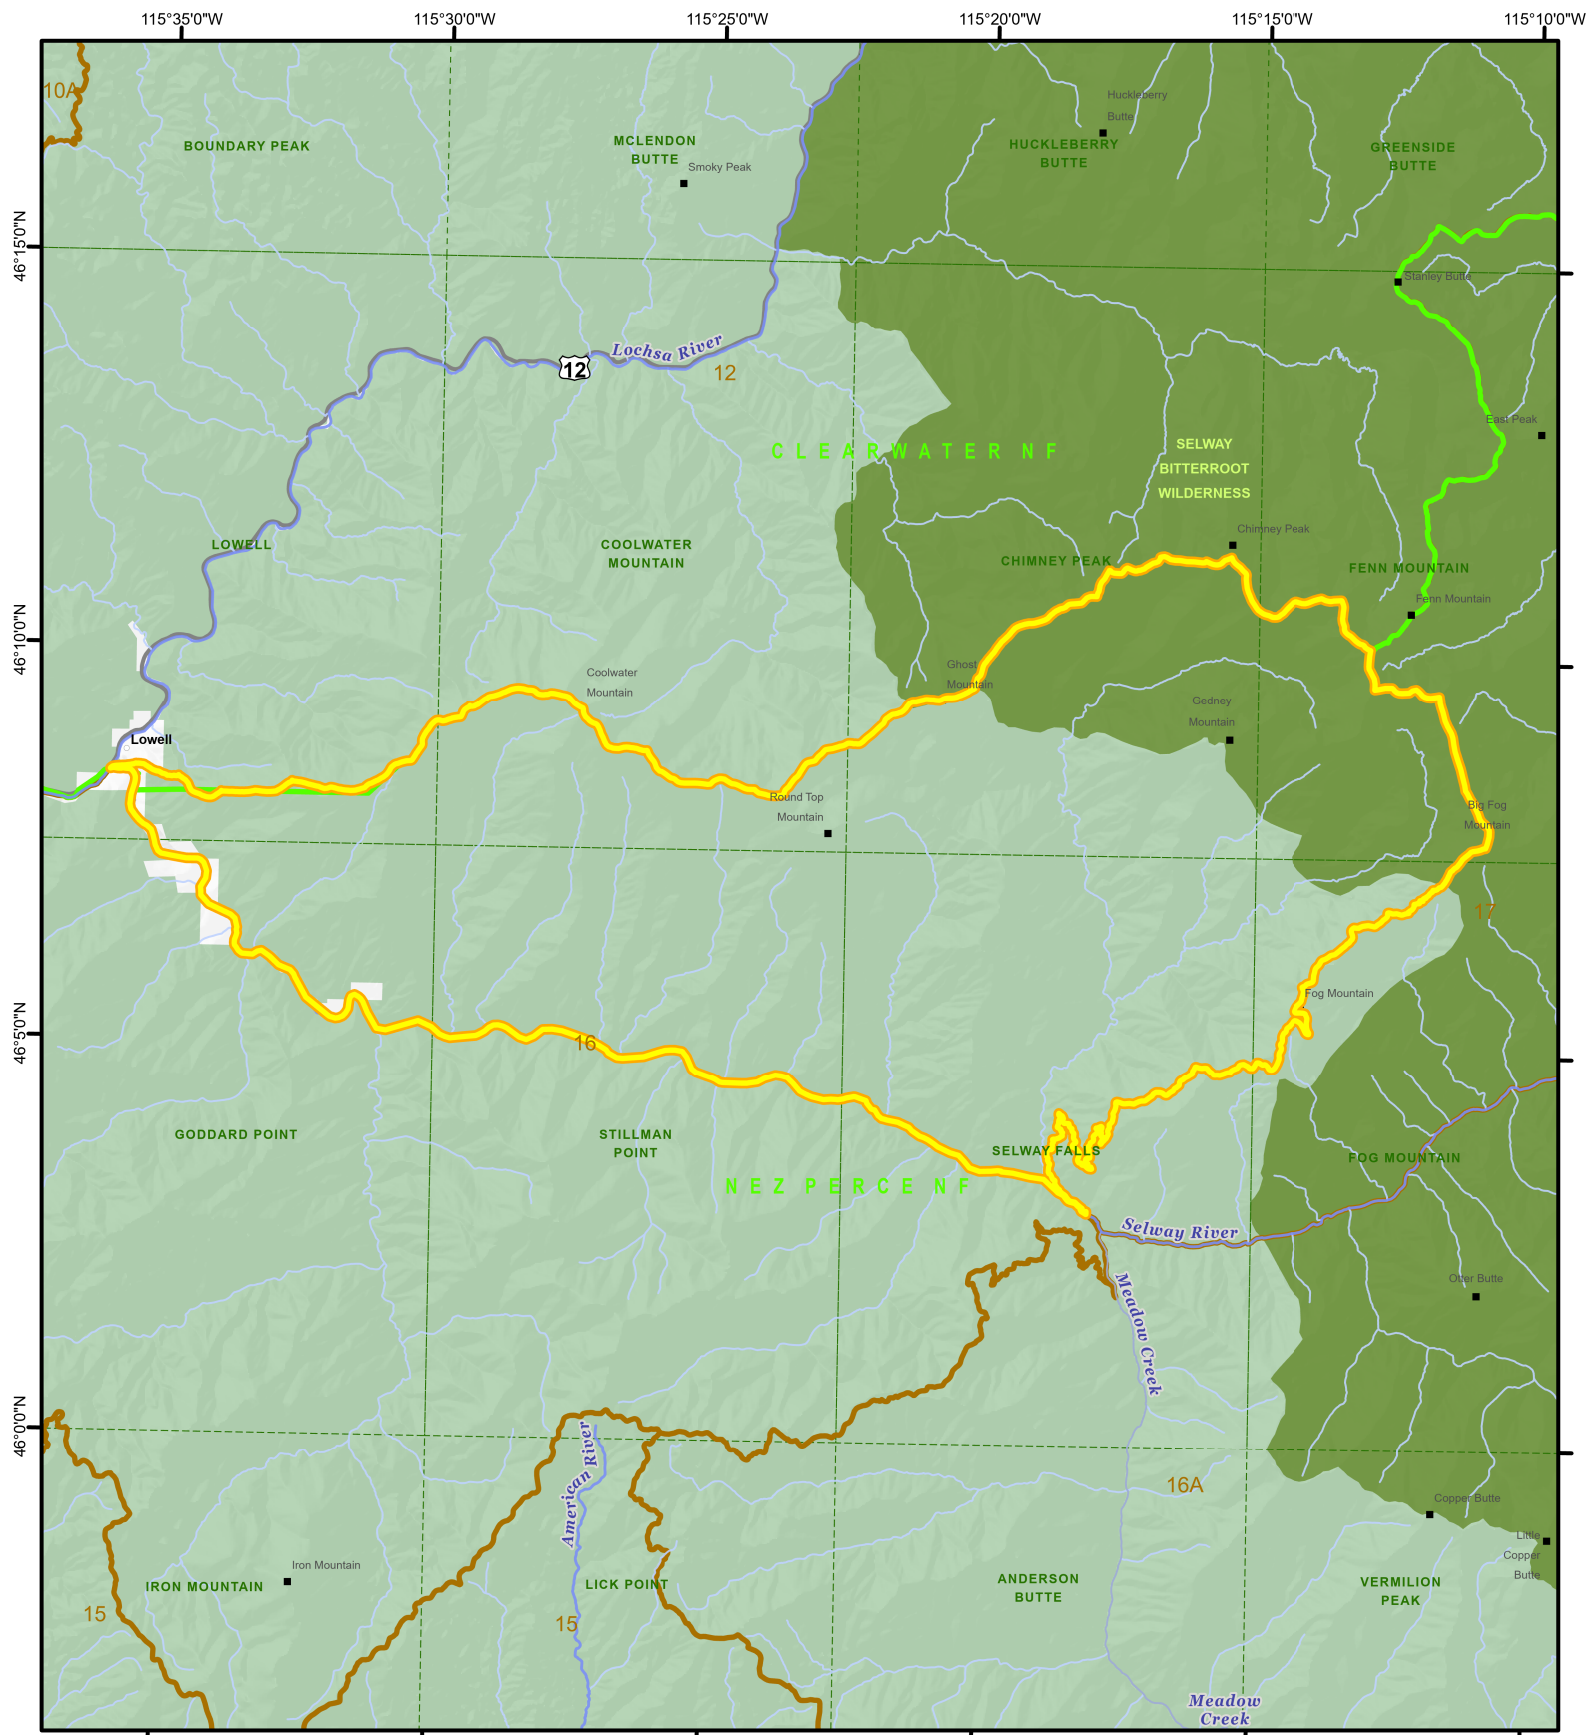 115°35'0"W
115°30'0"W
115°25'0"W
115°20'0"W
115°15'0"W
115°10'0"W
10A
Huckleberry
Butte
BOUNDARY PEAK
MCLENDON
BUTTE
Smoky Peak
HUCKLEBERRY
BUTTE
GREENSIDE
BUTTE
46°15'0"N
Stanley Butte
Lochsa River
12
12
East Peak
CLEARWATER NF
SELWAY
BITTERROOT
WILDERNESS
Chimney Peak
LOWELL
COOLWATER
MOUNTAIN
CHIMNEY PEAK
FENN MOUNTAIN
Fenn Mountain
46°10'0"N
Coolwater
Mountain
Ghost
Mountain
Gedney
Mountain
Lowell
Round Top
Mountain
Big Fog
Mountain
17
Fog Mountain
46°5'0"N
16
GODDARD POINT
STILLMAN
POINT
SELWAY FALLS
FOG MOUNTAIN
NEZ PERCE NF
Selway River
Otter Butte
Meadow Creek
46°0'0"N
American River
16A
Copper Butte
Little
Copper
Butte
Iron Mountain
IRON MOUNTAIN
LICK POINT
ANDERSON
BUTTE
VERMILION
PEAK
15
15
Meadow
Creek